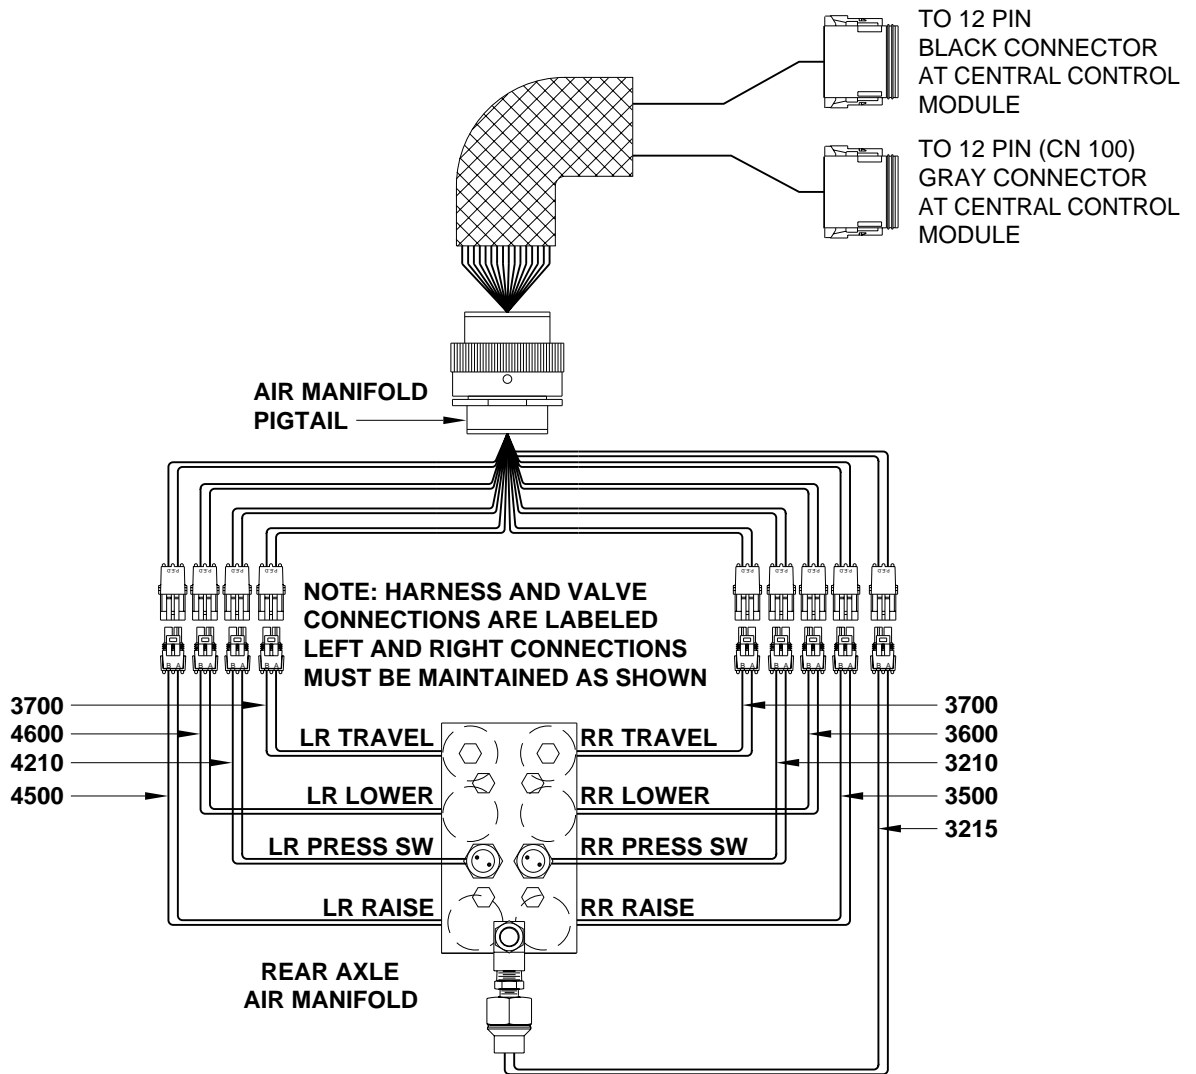 TO 12 PIN
BLACK CONNECTOR
AT CENTRAL CONTROL
MODULE
TO 12 PIN (CN 100)
GRAY CONNECTOR
AT CENTRAL CONTROL
MODULE
AIR MANIFOLD
PIGTAIL
NOTE: HARNESS AND VALVE
CONNECTIONS ARE LABELED
LEFT AND RIGHT CONNECTIONS
MUST BE MAINTAINED AS SHOWN
B A
B A
B A
B A
B A
B A
B A
B A
B A
3700
4600
4210
4500
LR TRAVEL
RR TRAVEL
LR LOWER
RR LOWER
LR PRESS SW
RR PRESS SW
LR RAISE
RR RAISE
3700
3600
3210
3500
3215
REAR AXLE
AIR MANIFOLD